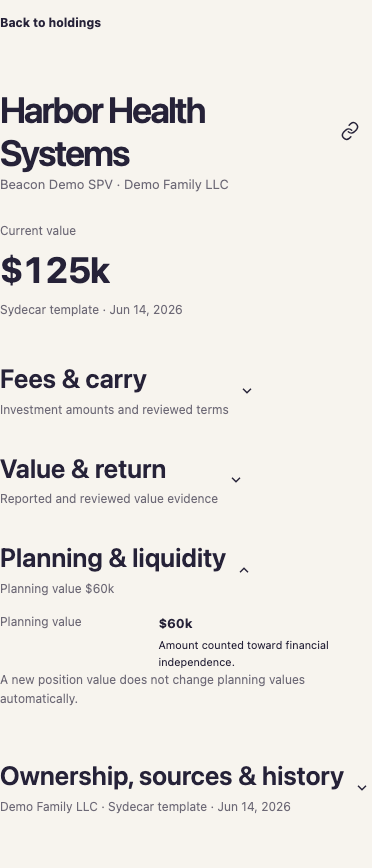 Back to holdings
Harbor Health
Systems
Beacon Demo SPV · Demo Family LLC
Current value
$125k
Sydecar template · Jun 14, 2026
Fees & carry
Investment amounts and reviewed terms
Value & return
Reported and reviewed value evidence
Planning & liquidity
Planning value $60k
Planning value
$60k
Amount counted toward financial
independence.
A new position value does not change planning values
automatically.
Ownership, sources & history
Demo Family LLC · Sydecar template · Jun 14, 2026